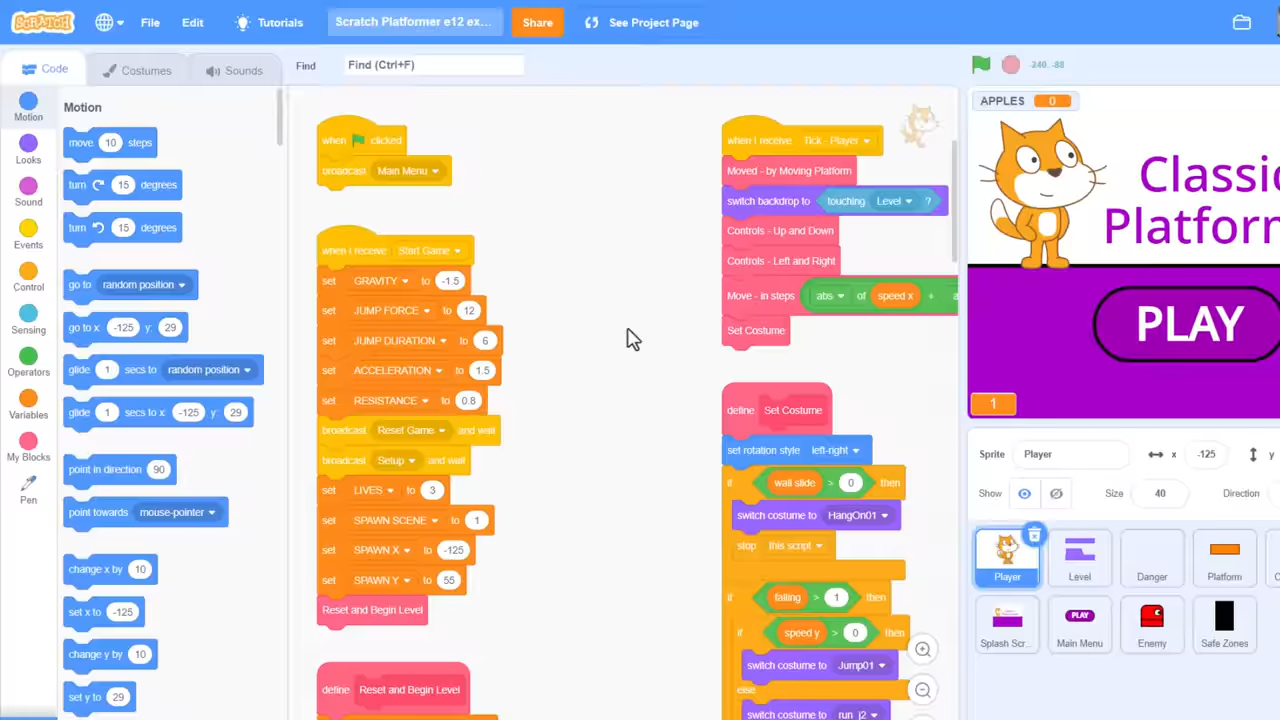 SCRATCH
File
Edit
Tutorials
Scratch Platformer e12 ex...
Share
See Project Page
Code
Costumes
Sounds
Find
Find (Ctrl+F)
-240 -88
Motion
Looks
Sound
Events
Control
Sensing
Operators
Variables
My Blocks
Pen
Motion
move 10 steps
turn 15 degrees
turn 15 degrees
go to random position
go to x -125 y: 29
glide 1 secs to random position
glide 1 secs to x: -125 y: 29
point in direction 90
point towards mouse-pointer
change x by 10
set x to -125
change y by 10
set y to 29
when clicked
broadcast Main Menu
when I receive Start Game
set GRAVITY to -1.5
set JUMP FORCE to 12
set JUMP DURATION to 6
set ACCELERATION to 1.5
set RESISTANCE to 0.8
broadcast Reset Game and wait
broadcast Setup and wait
set LIVES to 3
set SPAWN SCENE to 1
set SPAWN X to -125
set SPAWN Y to 55
Reset and Begin Level
define Reset and Begin Level
when I receive Tick - Player
Moved - by Moving Platform
switch backdrop to touching Level ?
Controls - Up and Down
Controls - Left and Right
Move - in steps abs of speed x +
Set Costume
define Set Costume
set rotation style left-right
if wall slide > 0 then
switch costume to HangOn01
stop this script
if falling > 1 then
if speed y > 0 then
switch costume to Jump01
else
switch costume to run_j2
APPLES 0
Classic
Platform
PLAY
1
Sprite Player x -125 y
Show Size 40 Direction
Player
Level
Danger
Platform
Splash Scr...
Main Menu
PLAY
Enemy
Safe Zones